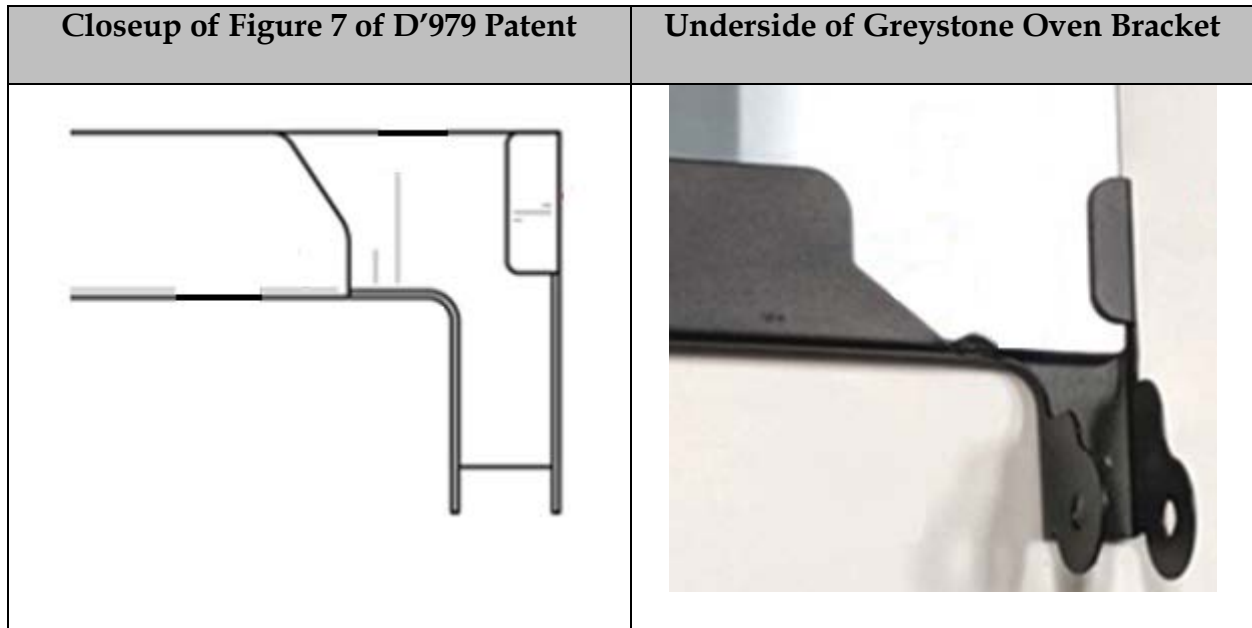 Closeup of Figure 7 of D’979 Patent
Underside of Greystone Oven Bracket